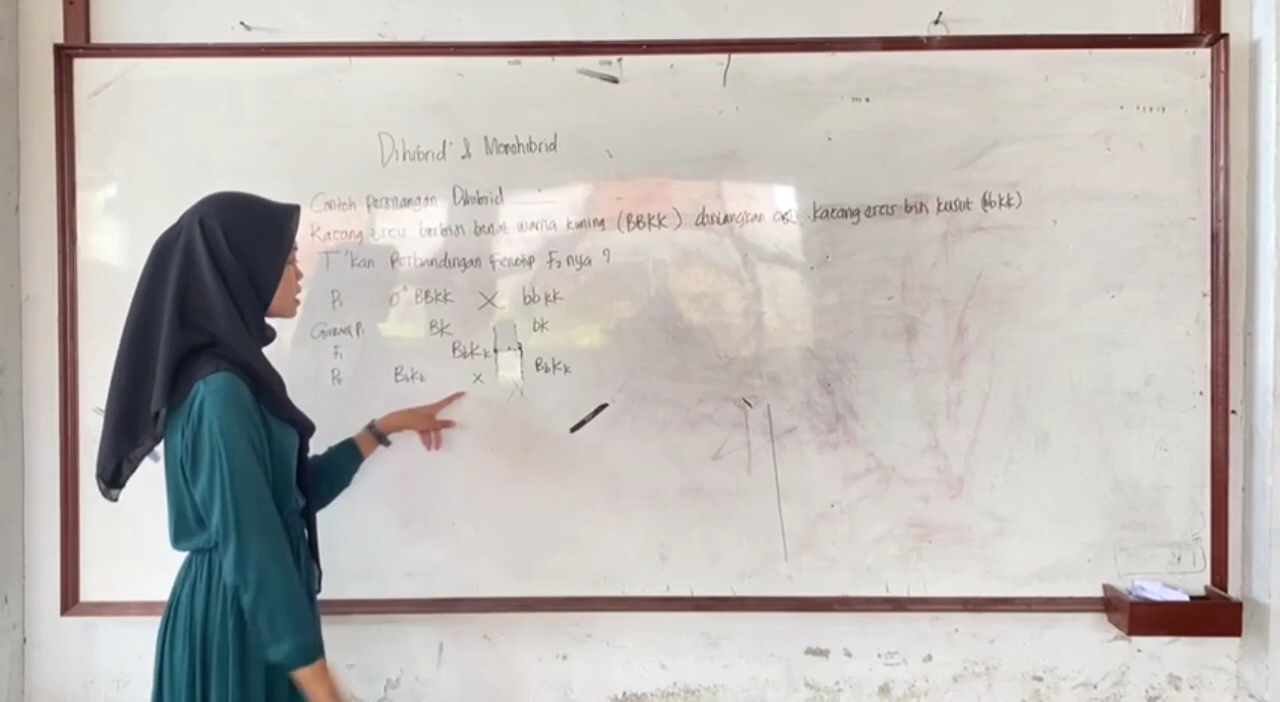 Dihibrid & Monohibrid
Contoh Persilangan Dihibrid
Kacang ercis berbiji bulat warna kuning (BBKK) disilangkan kacang ercis biji kusut (bbkk)
T'kan Perbandingan Fenotip F2 nya ?
P1 ♂ BBKK X bbkk
Gamet P1 BK bk
F1 BbKk
P2 BbKk x BbKk